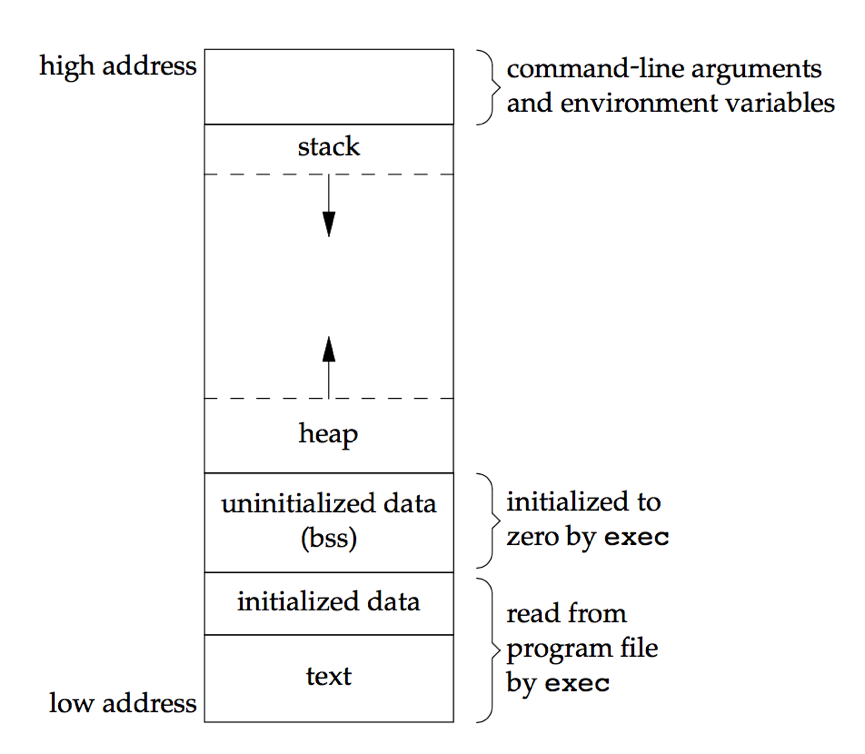 high address
command-line arguments
and environment variables
stack
heap
uninitialized data
(bss)
initialized to
zero by exec
initialized data
read from
program file
by exec
text
low address